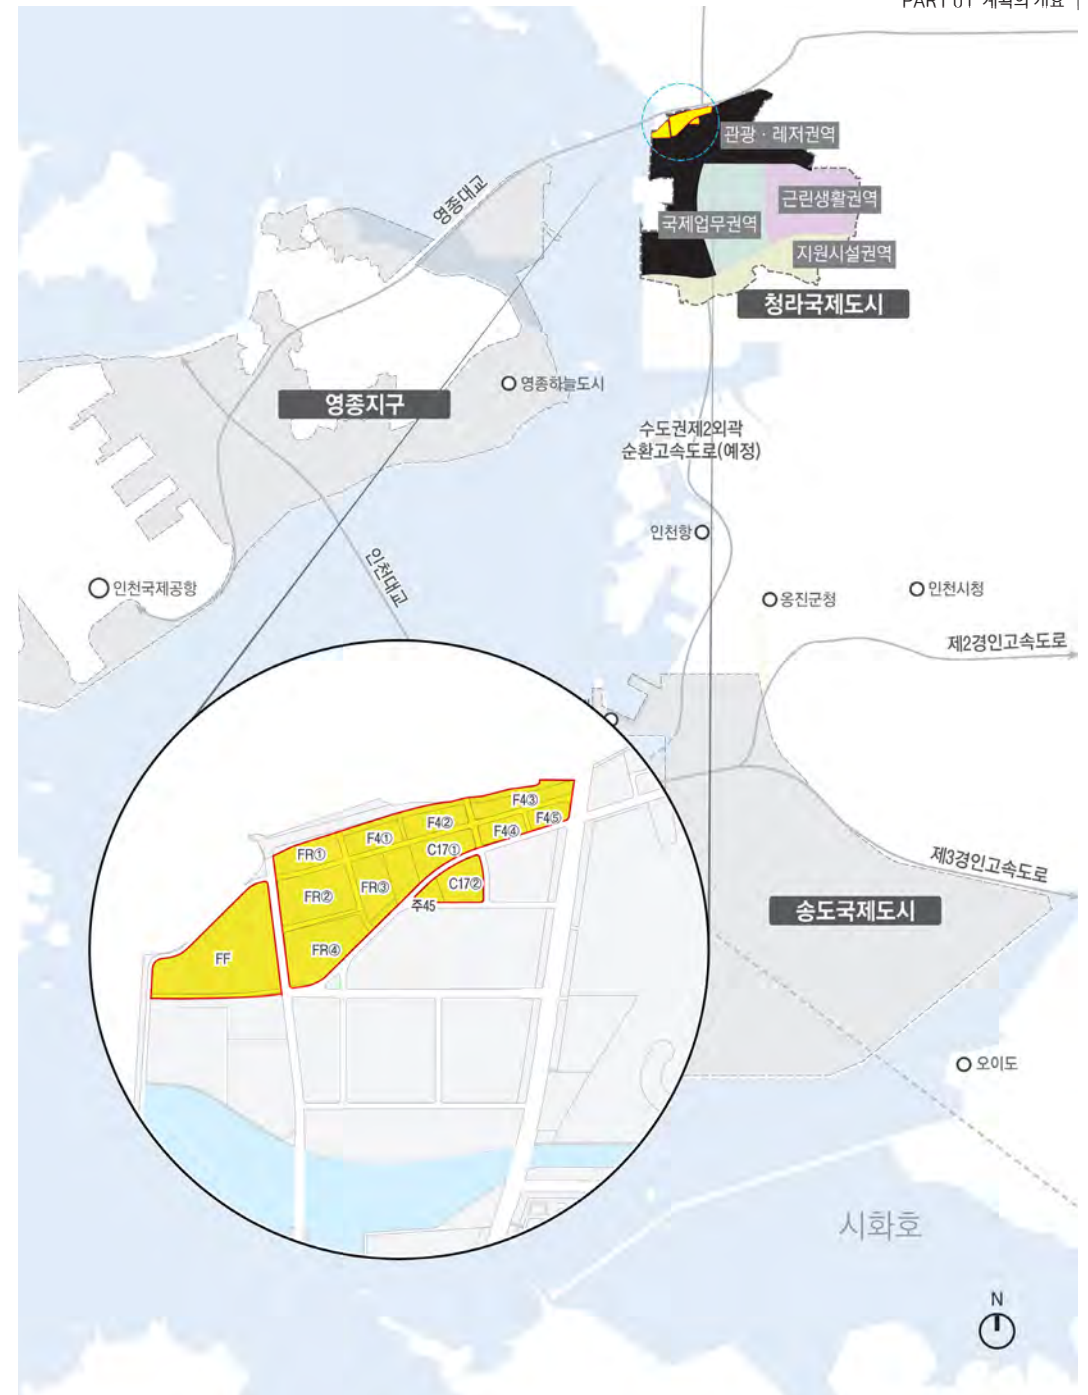 PART 01 계획의 개요
관광 · 레저권역
근린생활권역
국제업무권역
지원시설권역
청라국제도시
영종대교
영종하늘도시
영종지구
수도권제2외곽
순환고속도로(예정)
인천항
인천대교
인천국제공항
옹진군청
인천시청
제2경인고속도로
제3경인고속도로
송도국제도시
F4③
F4②
F4⑤
F4①
F4④
C17①
FR①
FR③
C17②
FR②
주45
FR④
FF
오이도
시화호
N